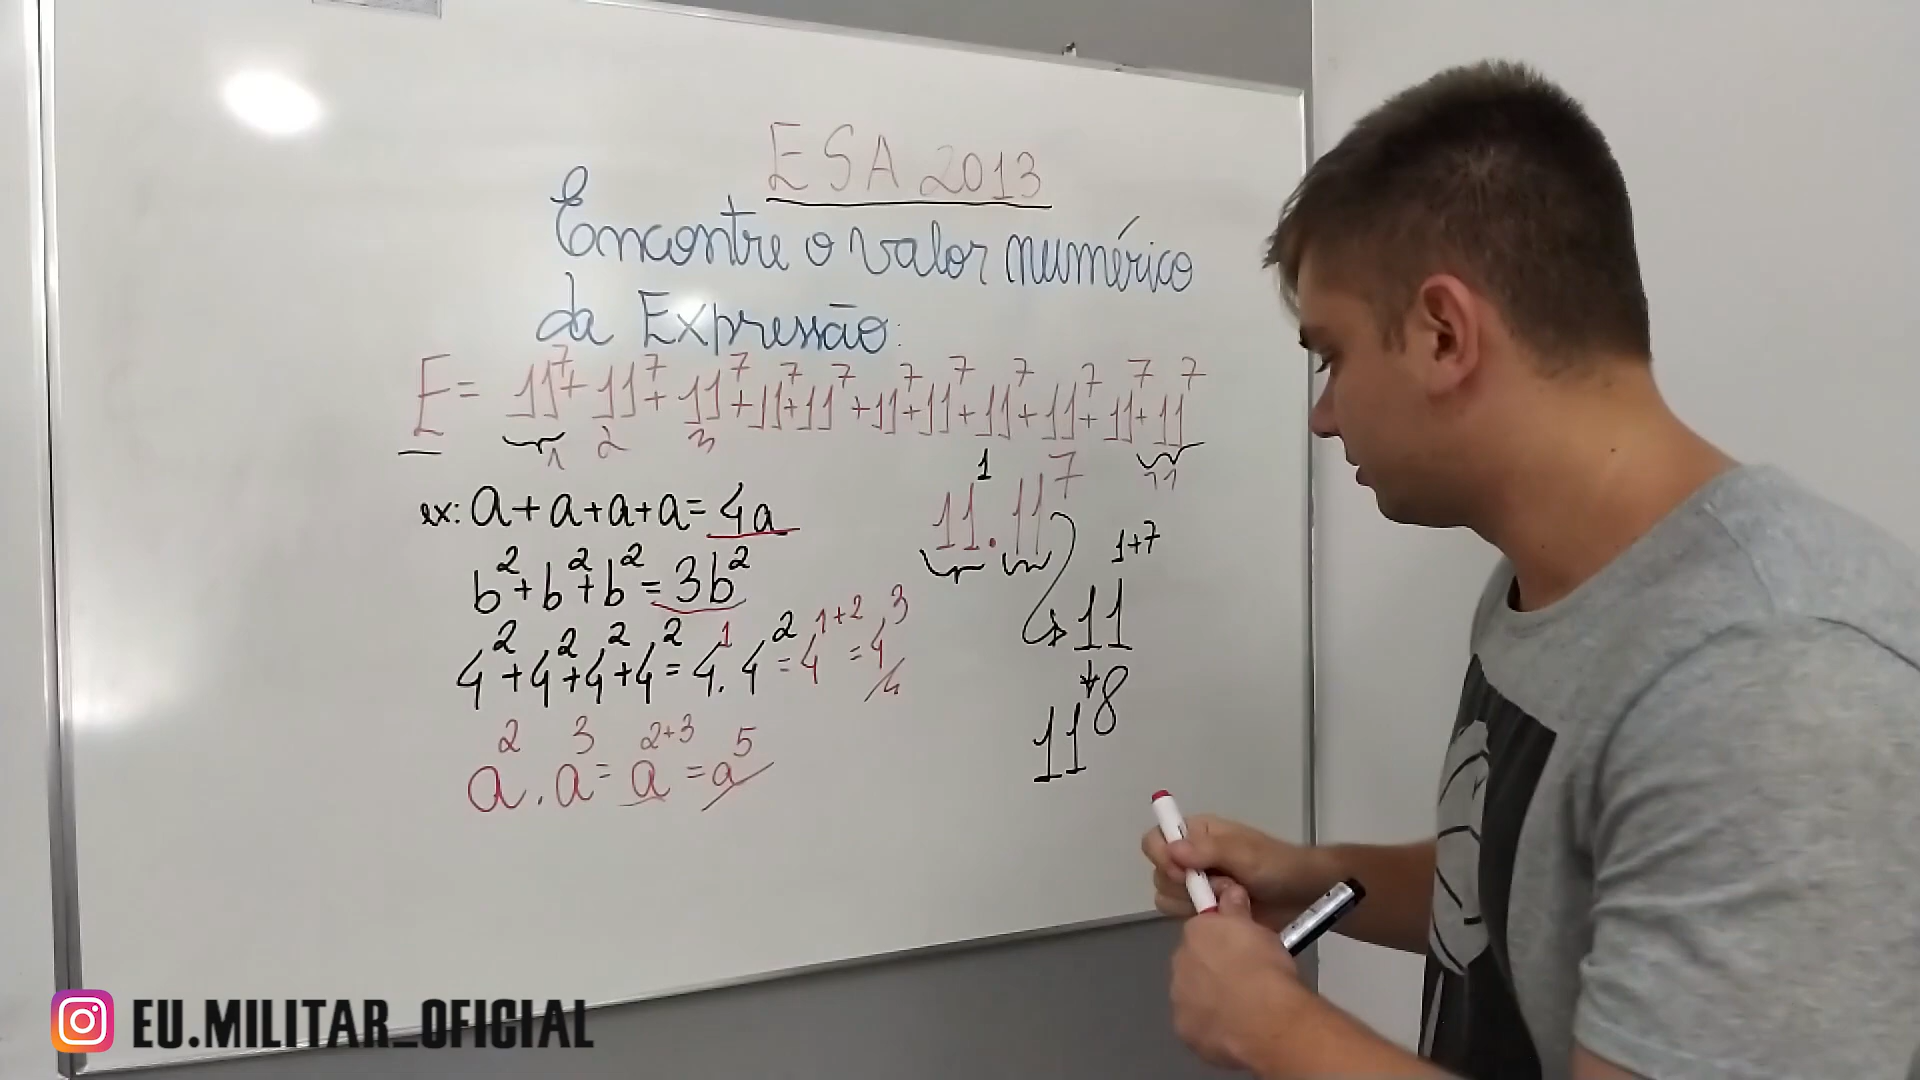 ESA 2013
Encontre o valor numérico
da Expressão:
E = 11⁷ + 11⁷ + 11⁷ + 11⁷ + 11⁷ + 11⁷ + 11⁷ + 11⁷ + 11⁷ + 11⁷ + 11⁷
1 2 3 11
ex: a + a + a + a = 4a
b² + b² + b² = 3b²
4² + 4² + 4² + 4² = 4¹ . 4² = 4¹⁺² = 4³
a² . a³ = a²⁺³ = a⁵
11¹ . 11⁷
11¹⁺⁷
11⁸
EU.MILITAR_OFICIAL